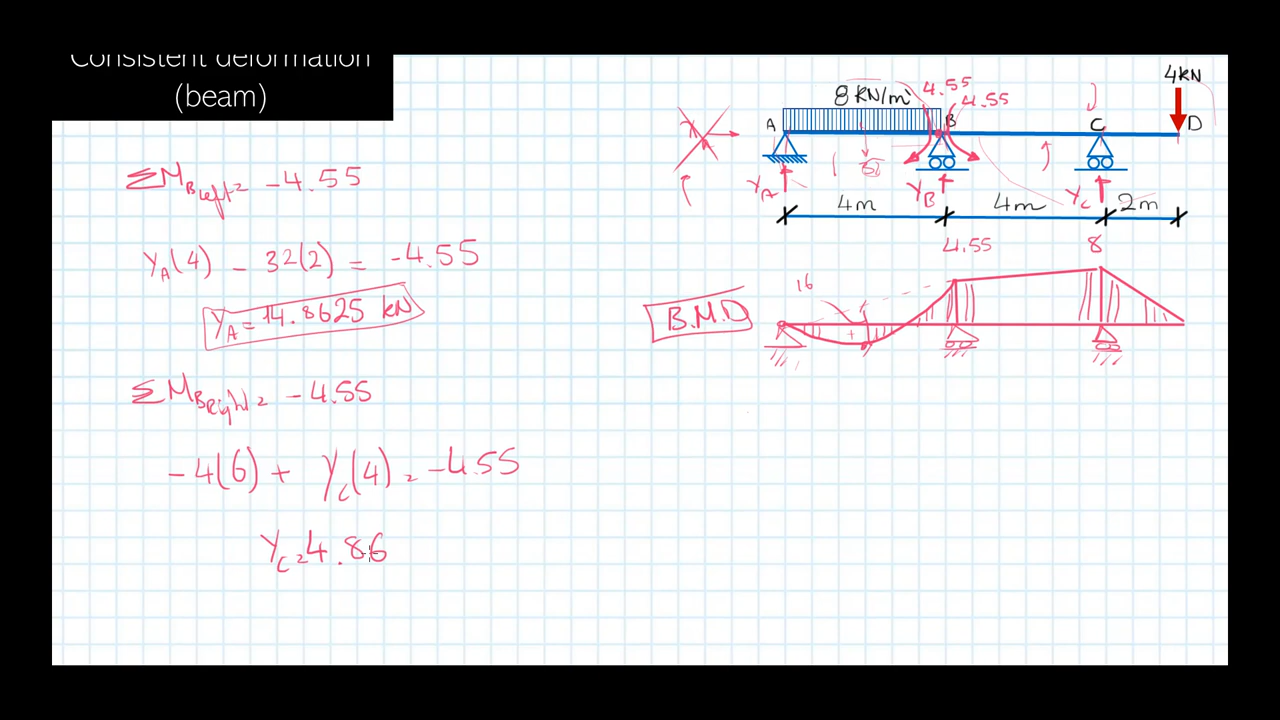 Consistent deformation
(beam)
ΣM_B left = -4.55
Y_A(4) - 32(2) = -4.55
Y_A = 14.8625 kN
ΣM_B Right = -4.55
-4(6) + Y_C(4) = -4.55
Y_C = 4.86
4KN
8 KN/m'
4.55
4.55
A
B
C
D
Y_A
Y_B
Y_C
4m
4m
2m
4.55
8
16
B.M.D
+